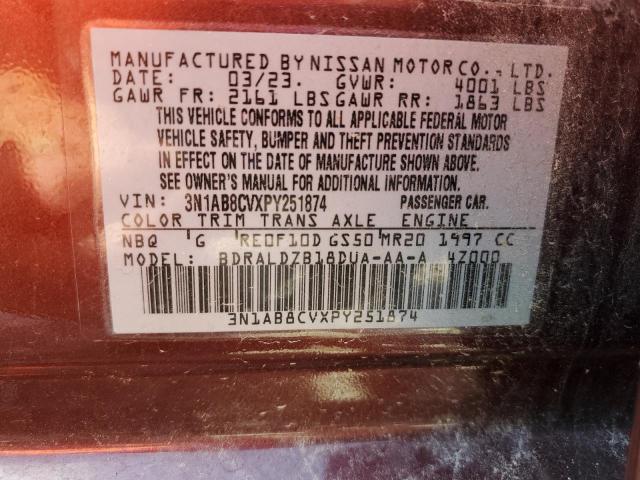 MANUFACTURED BY NISSAN MOTOR CO., LTD.
DATE: 03/23. GVWR: 4001 LBS
GAWR FR: 2161 LBS GAWR RR: 1863 LBS
THIS VEHICLE CONFORMS TO ALL APPLICABLE FEDERAL MOTOR
VEHICLE SAFETY, BUMPER AND THEFT PREVENTION STANDARDS
IN EFFECT ON THE DATE OF MANUFACTURE SHOWN ABOVE.
SEE OWNER'S MANUAL FOR ADDITIONAL INFORMATION.
VIN: 3N1AB8CVXPY251874 PASSENGER CAR.
COLOR TRIM TRANS AXLE ENGINE
NBQ G RE0F10D GS50 MR20 1997 CC
MODEL: BDRALDZB18DUA-AA-A 4Z000
3N1AB8CVXPY251874